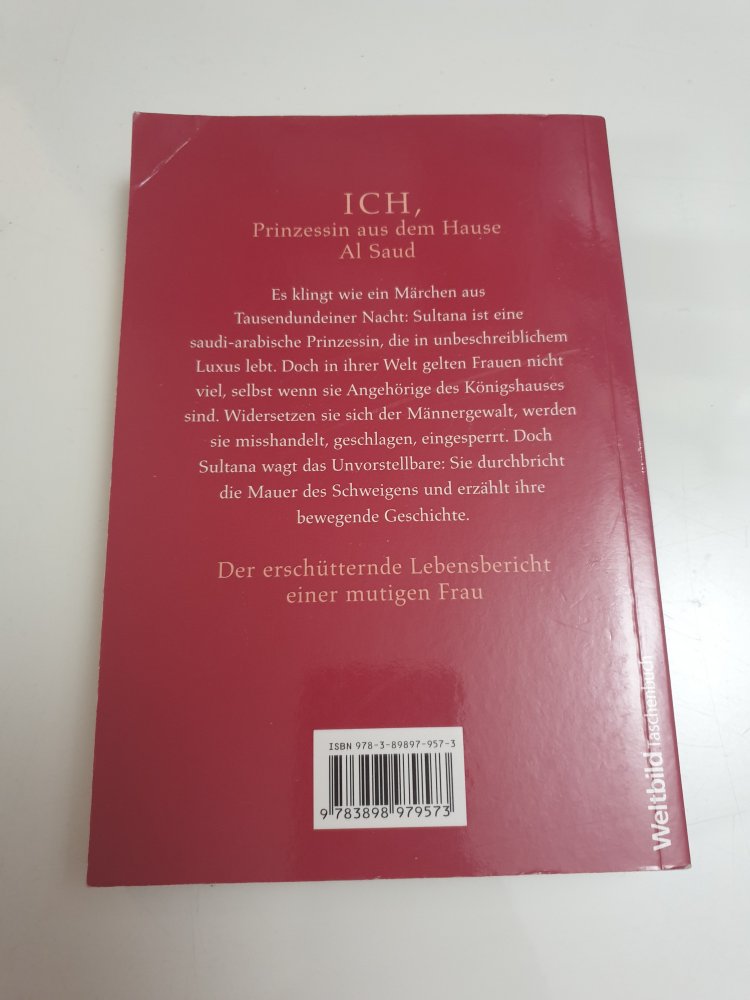 ICH,
Prinzessin aus dem Hause
Al Saud
Es klingt wie ein Märchen aus
Tausendundeiner Nacht: Sultana ist eine
saudi-arabische Prinzessin, die in unbeschreiblichem
Luxus lebt. Doch in ihrer Welt gelten Frauen nicht
viel, selbst wenn sie Angehörige des Königshauses
sind. Widersetzen sie sich der Männergewalt, werden
sie misshandelt, geschlagen, eingesperrt. Doch
Sultana wagt das Unvorstellbare: Sie durchbricht
die Mauer des Schweigens und erzählt ihre
bewegende Geschichte.
Der erschütternde Lebensbericht
einer mutigen Frau
ISBN 978-3-89897-957-3
9 783898 979573
Weltbild Taschenbuch